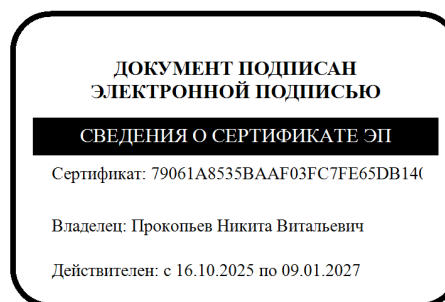 ДОКУМЕНТ ПОДПИСАН
ЭЛЕКТРОННОЙ ПОДПИСЬЮ
СВЕДЕНИЯ О СЕРТИФИКАТЕ ЭП
Сертификат: 79061A8535BAAF03FC7FE65DB140
Владелец: Прокопьев Никита Витальевич
Действителен: с 16.10.2025 по 09.01.2027